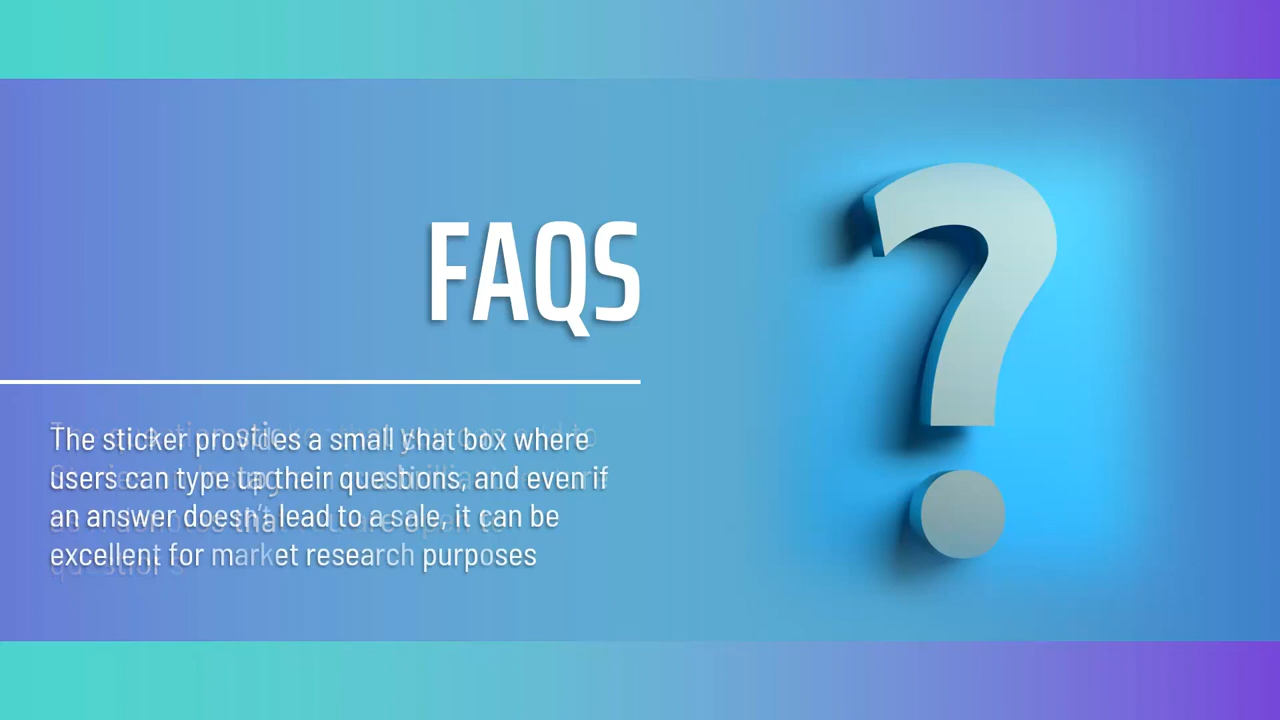 FAQS
The sticker provides a small chat box where
users can type their questions, and even if
an answer doesn't lead to a sale, it can be
excellent for market research purposes